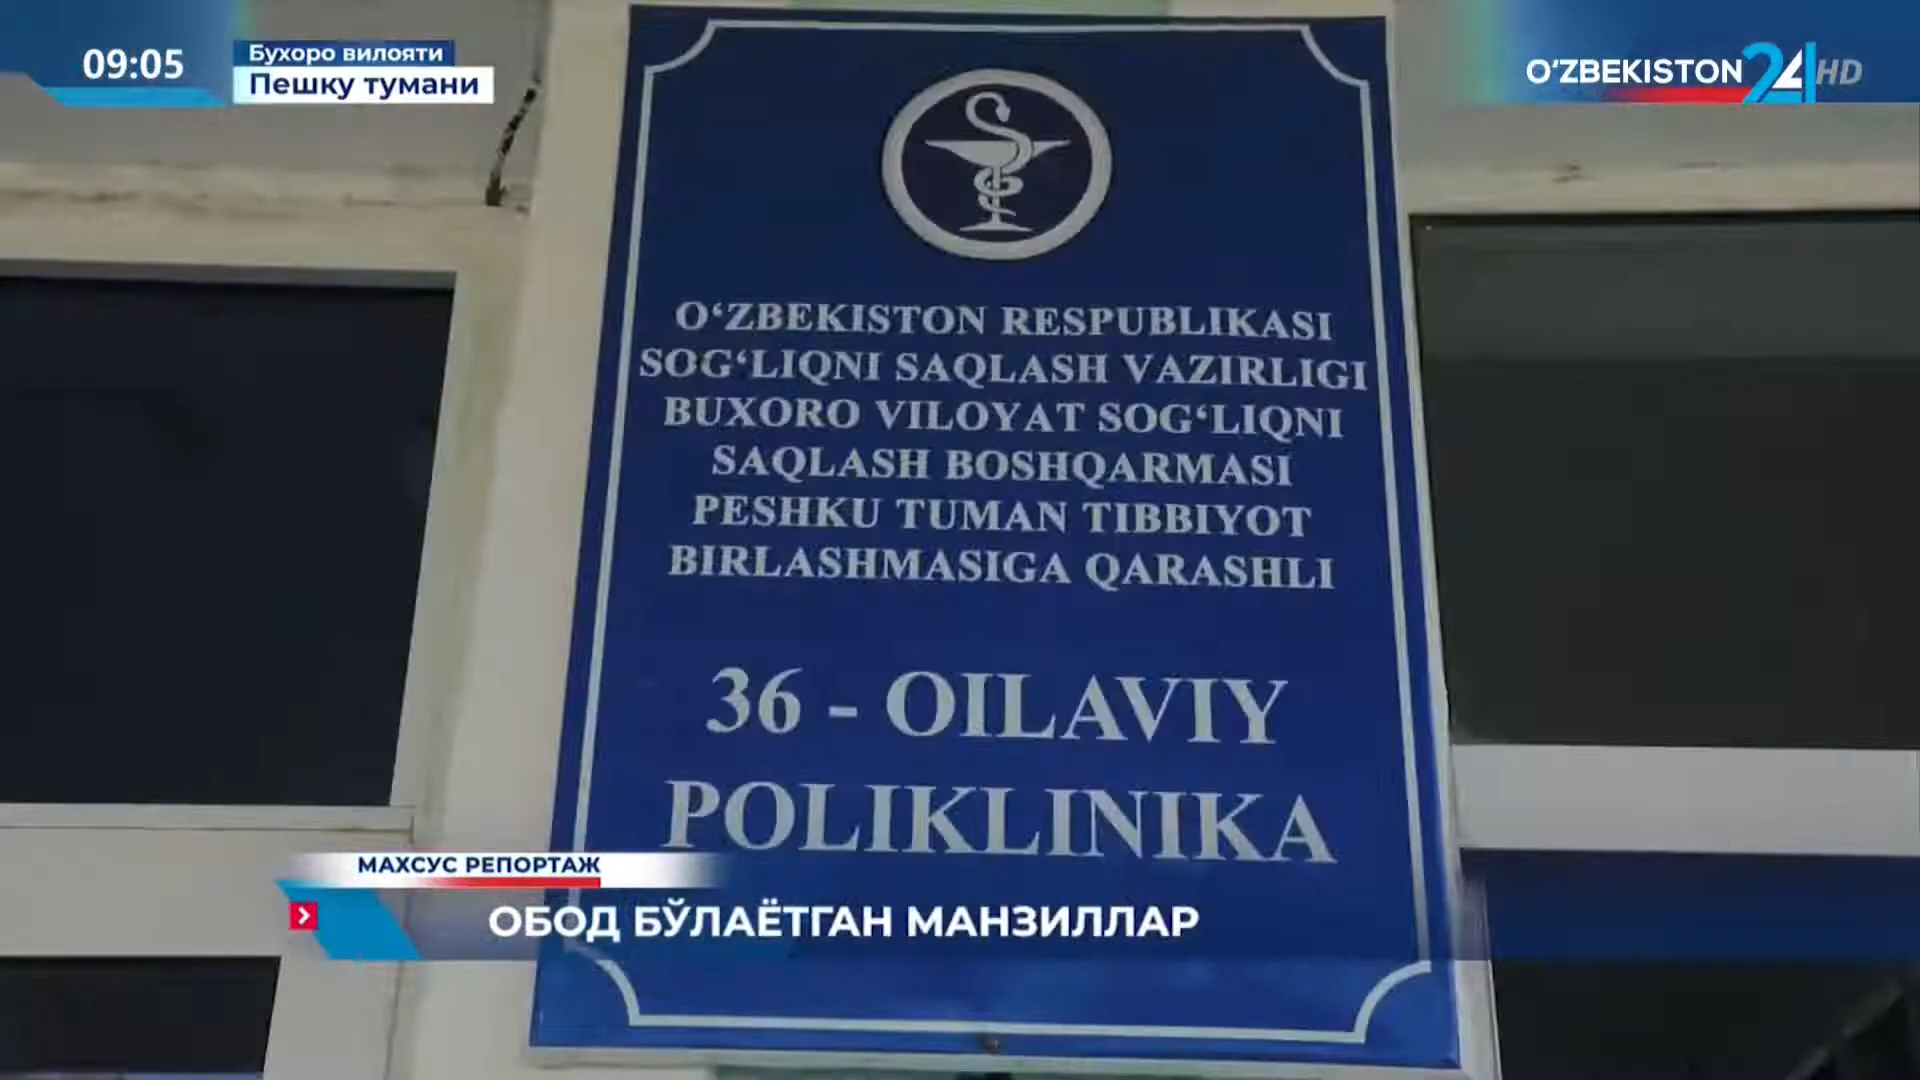 09:05
Бухоро вилояти
Пешку тумани
O‘ZBEKISTON 24 HD
O‘ZBEKISTON RESPUBLIKASI
SOG‘LIQNI SAQLASH VAZIRLIGI
BUXORO VILOYAT SOG‘LIQNI
SAQLASH BOSHQARMASI
PESHKU TUMAN TIBBIYOT
BIRLASHMASIGA QARASHLI
36 - OILAVIY
POLIKLINIKA
МАХСУС РЕПОРТАЖ
ОБОД БЎЛАЁТГАН МАНЗИЛЛАР